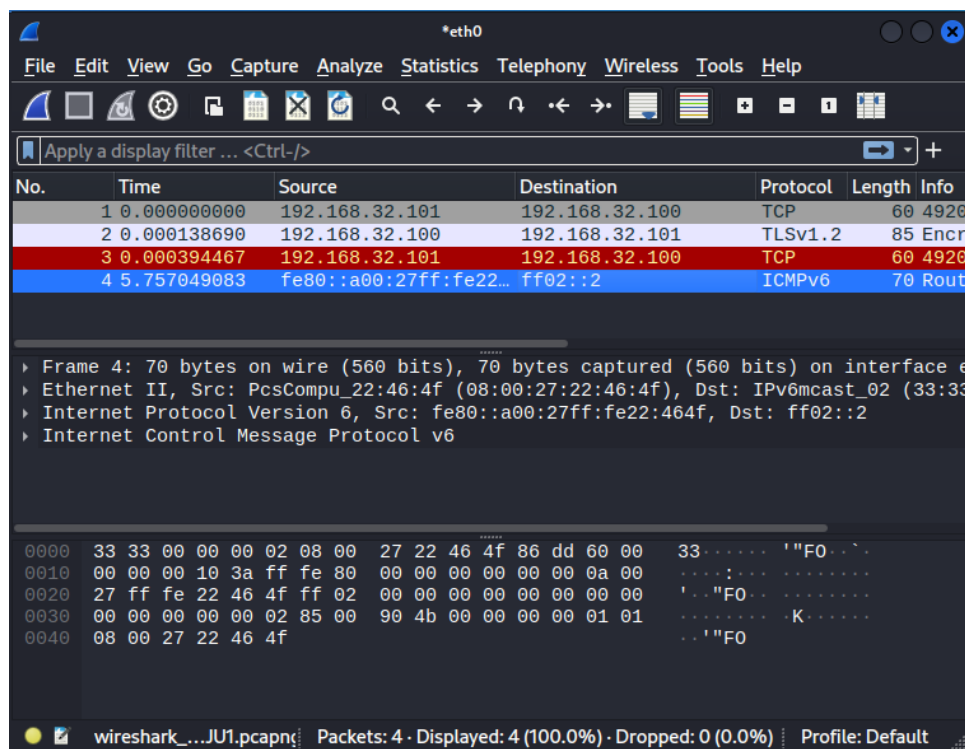 *eth0
File Edit View Go Capture Analyze Statistics Telephony Wireless Tools Help
Apply a display filter ... <Ctrl-/>
No. Time Source Destination Protocol Length Info
1 0.000000000 192.168.32.101 192.168.32.100 TCP 60 4920
2 0.000138690 192.168.32.100 192.168.32.101 TLSv1.2 85 Encr
3 0.000394467 192.168.32.101 192.168.32.100 TCP 60 4920
4 5.757049083 fe80::a00:27ff:fe22… ff02::2 ICMPv6 70 Rout
Frame 4: 70 bytes on wire (560 bits), 70 bytes captured (560 bits) on interface e
Ethernet II, Src: PcsCompu_22:46:4f (08:00:27:22:46:4f), Dst: IPv6mcast_02 (33:33
Internet Protocol Version 6, Src: fe80::a00:27ff:fe22:464f, Dst: ff02::2
Internet Control Message Protocol v6
0000 33 33 00 00 00 02 08 00 27 22 46 4f 86 dd 60 00 33······ '"FO··`·
0010 00 00 00 10 3a ff fe 80 00 00 00 00 00 00 0a 00 ····:··· ········
0020 27 ff fe 22 46 4f ff 02 00 00 00 00 00 00 00 00 '··"FO·· ········
0030 00 00 00 00 00 02 85 00 90 4b 00 00 00 00 01 01 ········ ·K······
0040 08 00 27 22 46 4f ··'"FO
wireshark_...JU1.pcapng Packets: 4 · Displayed: 4 (100.0%) · Dropped: 0 (0.0%) Profile: Default